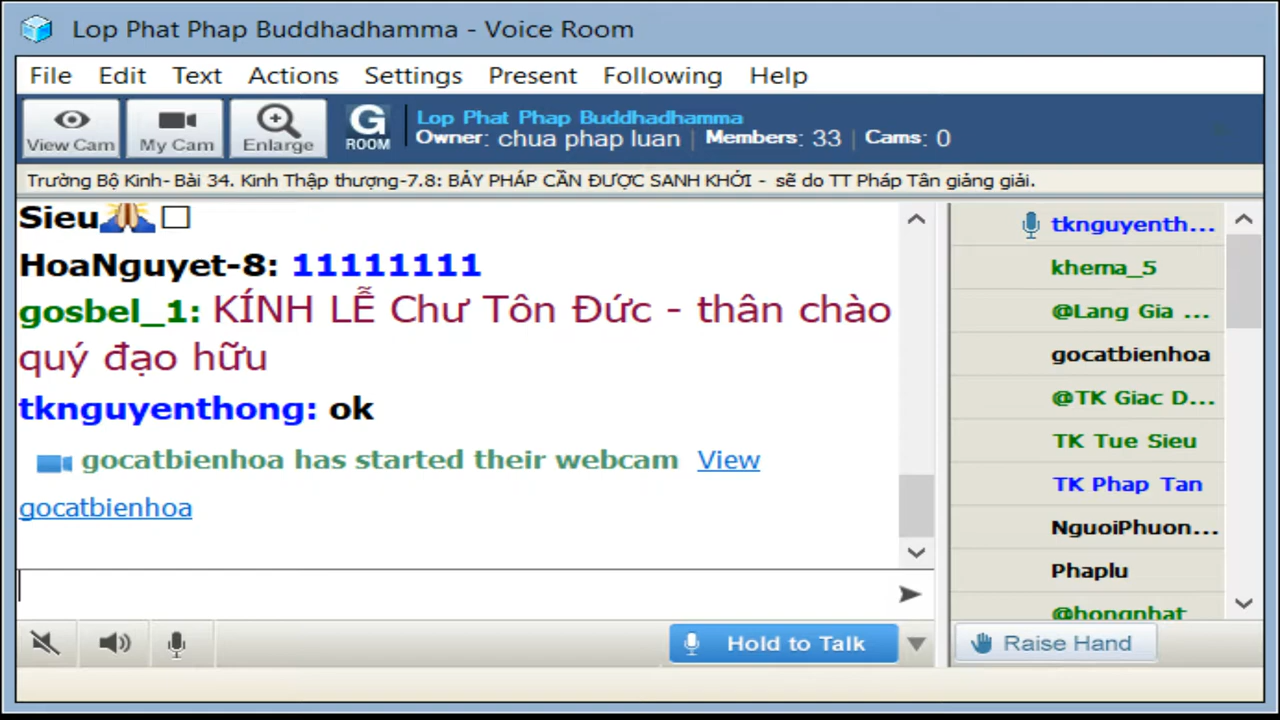 Lop Phat Phap Buddhadhamma - Voice Room
File Edit Text Actions Settings Present Following Help
View Cam
My Cam
Enlarge
G ROOM
Lop Phat Phap Buddhadhamma
Owner: chua phap luan | Members: 33 | Cams: 0
Trường Bộ Kinh- Bài 34. Kinh Thập thượng-7.8: BẢY PHÁP CẦN ĐƯỢC SANH KHỞI - sẽ do TT Pháp Tân giảng giải.
Sieu🙏□
HoaNguyet-8: 11111111
gosbel_1: KÍNH LỄ Chư Tôn Đức - thân chào
quý đạo hữu
tknguyenthong: ok
gocatbienhoa has started their webcam View
gocatbienhoa
tknguyenth...
khema_5
@Lang Gia ...
gocatbienhoa
@TK Giac D...
TK Tue Sieu
TK Phap Tan
NguoiPhuon...
Phaplu
@hongnhat
Hold to Talk
Raise Hand